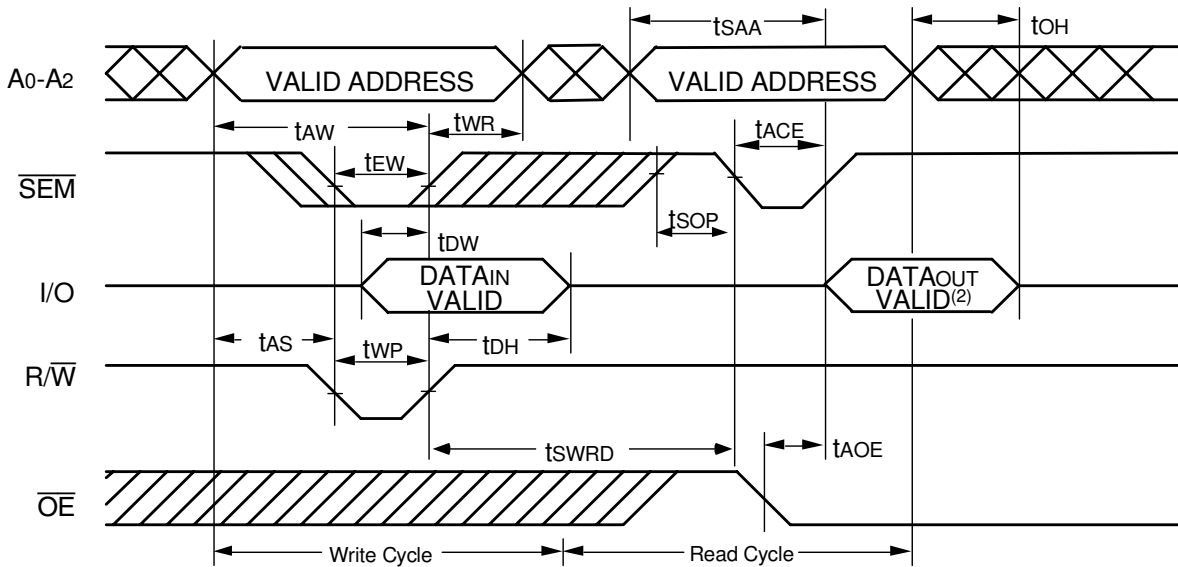 tSAA
tOH
A0-A2
VALID ADDRESS
VALID ADDRESS
tAW
tWR
tACE
tEW
SEM
tSOP
tDW
I/O
DATAIN
VALID
DATAOUT
VALID(2)
tAS
tWP
tDH
R/W
tSWRD
tAOE
OE
Write Cycle
Read Cycle